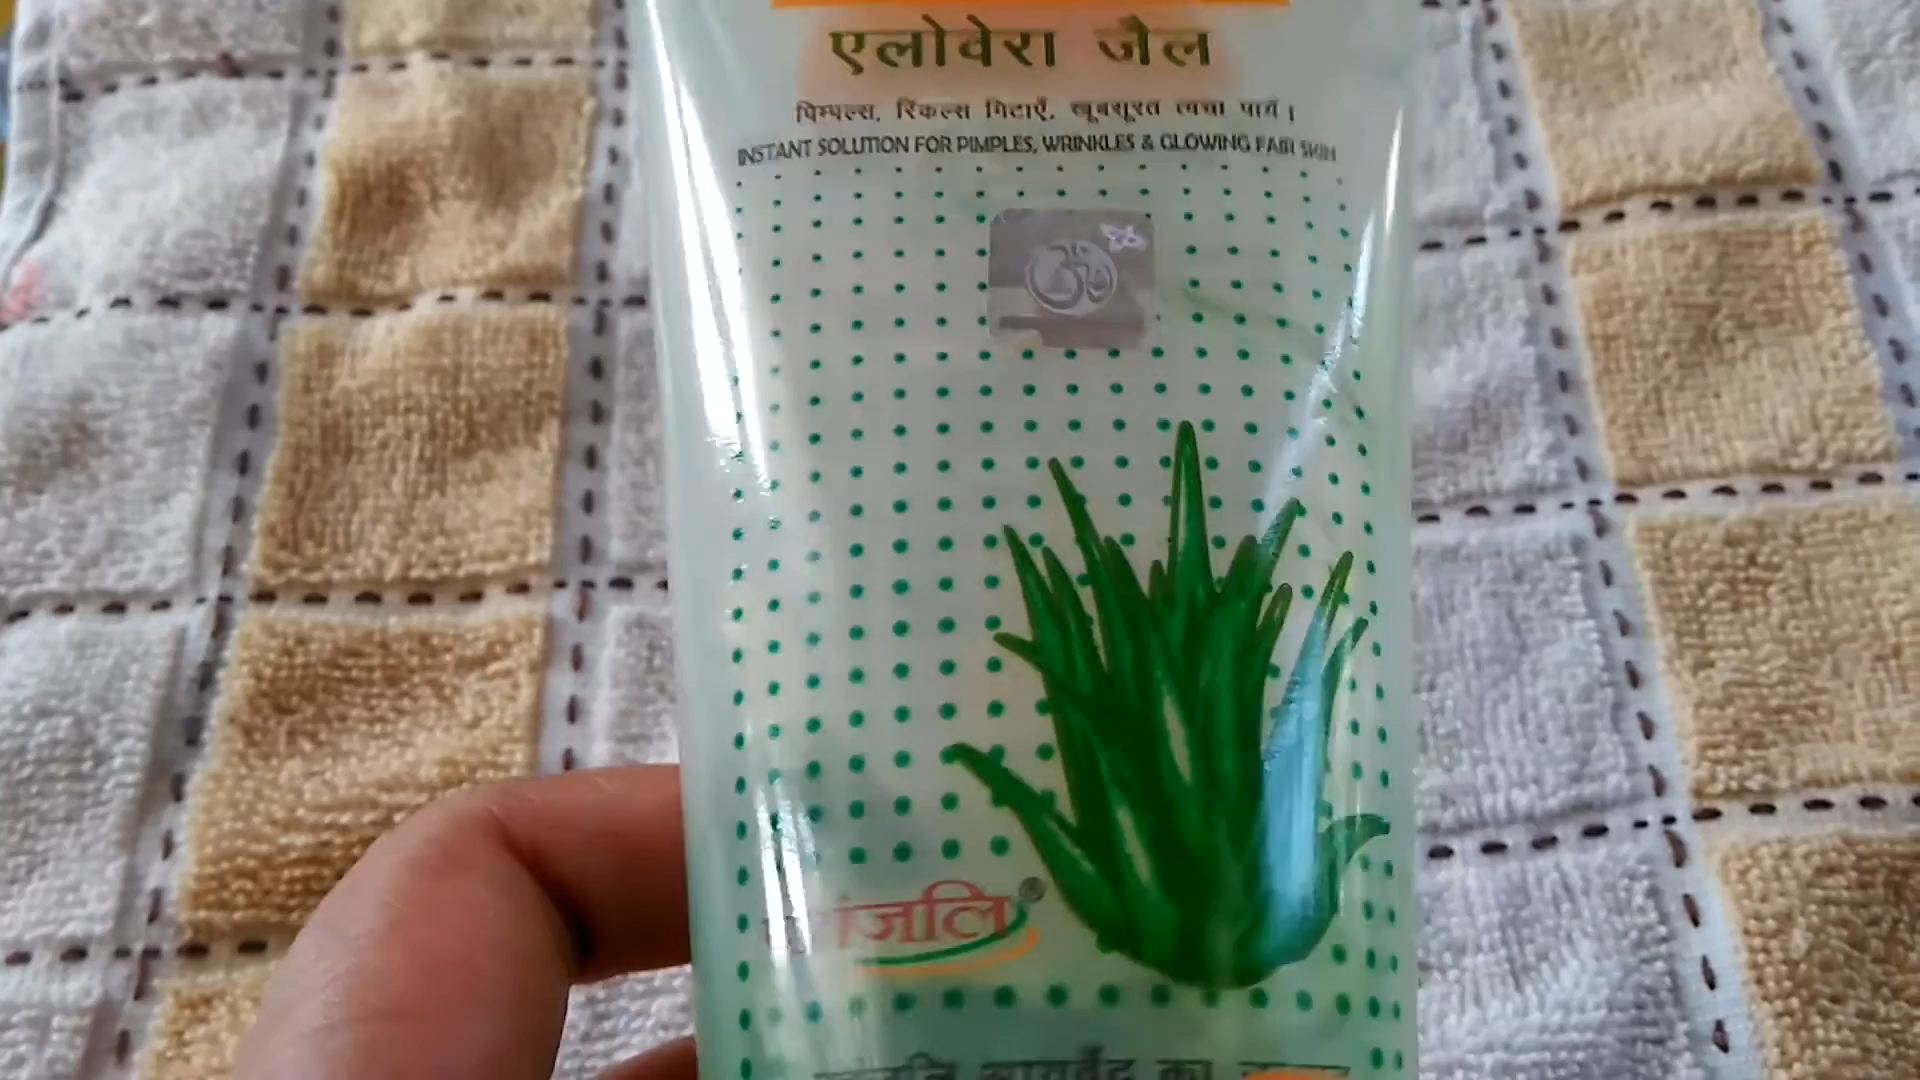 एलोवेरा जैल
पिम्पल्स, रिंकल्स मिटाएँ, खूबसूरत त्वचा पायें।
INSTANT SOLUTION FOR PIMPLES, WRINKLES & GLOWING FAIR SKIN
ॐ
®